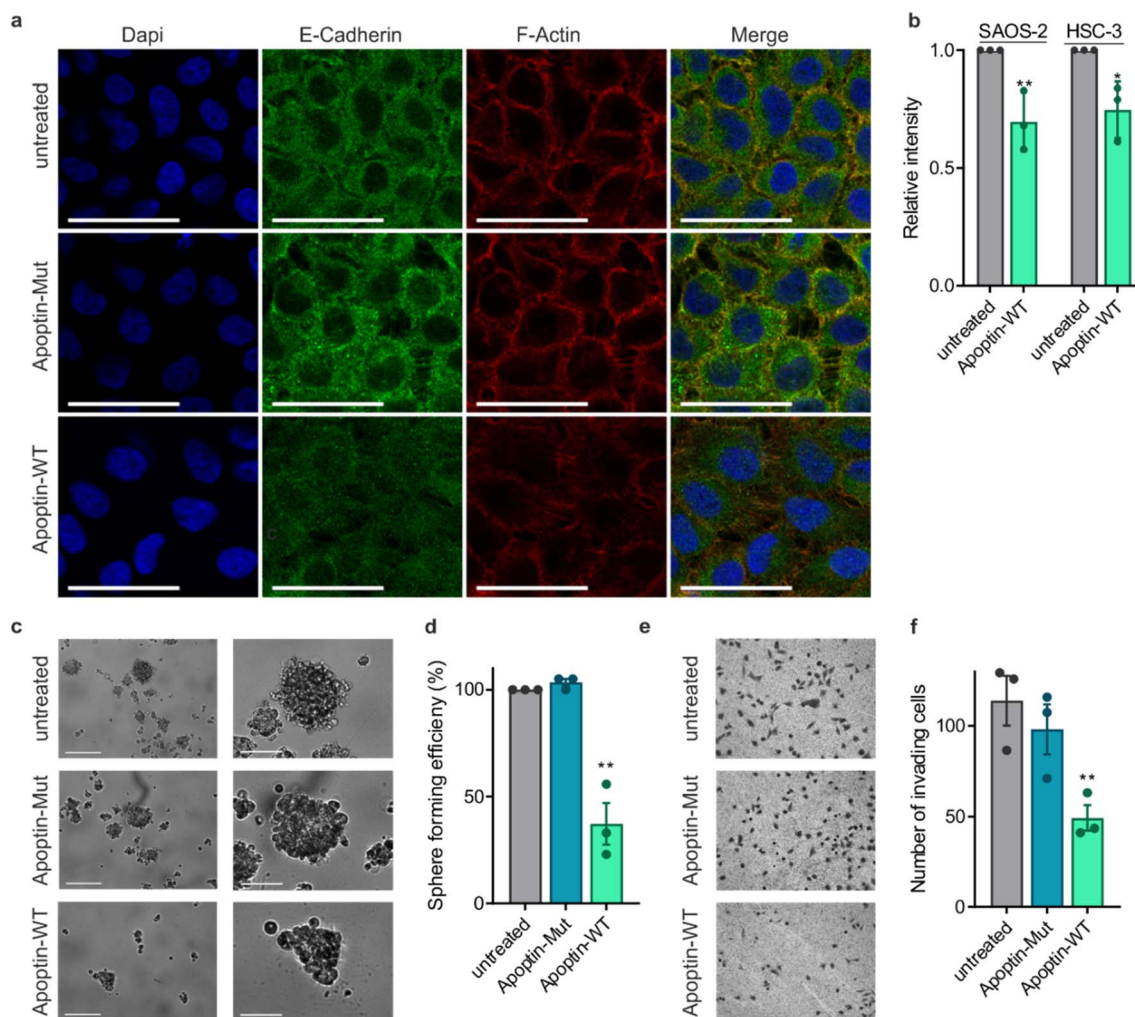 a
Dapi
E-Cadherin
F-Actin
Merge
untreated
Apoptin-Mut
Apoptin-WT
c
b
SAOS-2
HSC-3
Relative intensity
1.0
0.5
0.0
**
*
untreated
Apoptin-WT
untreated
Apoptin-WT
c
untreated
Apoptin-Mut
Apoptin-WT
d
Sphere forming efficieny (%)
100
50
0
**
untreated
Apoptin-Mut
Apoptin-WT
e
untreated
Apoptin-Mut
Apoptin-WT
f
Number of invading cells
100
50
0
**
untreated
Apoptin-Mut
Apoptin-WT